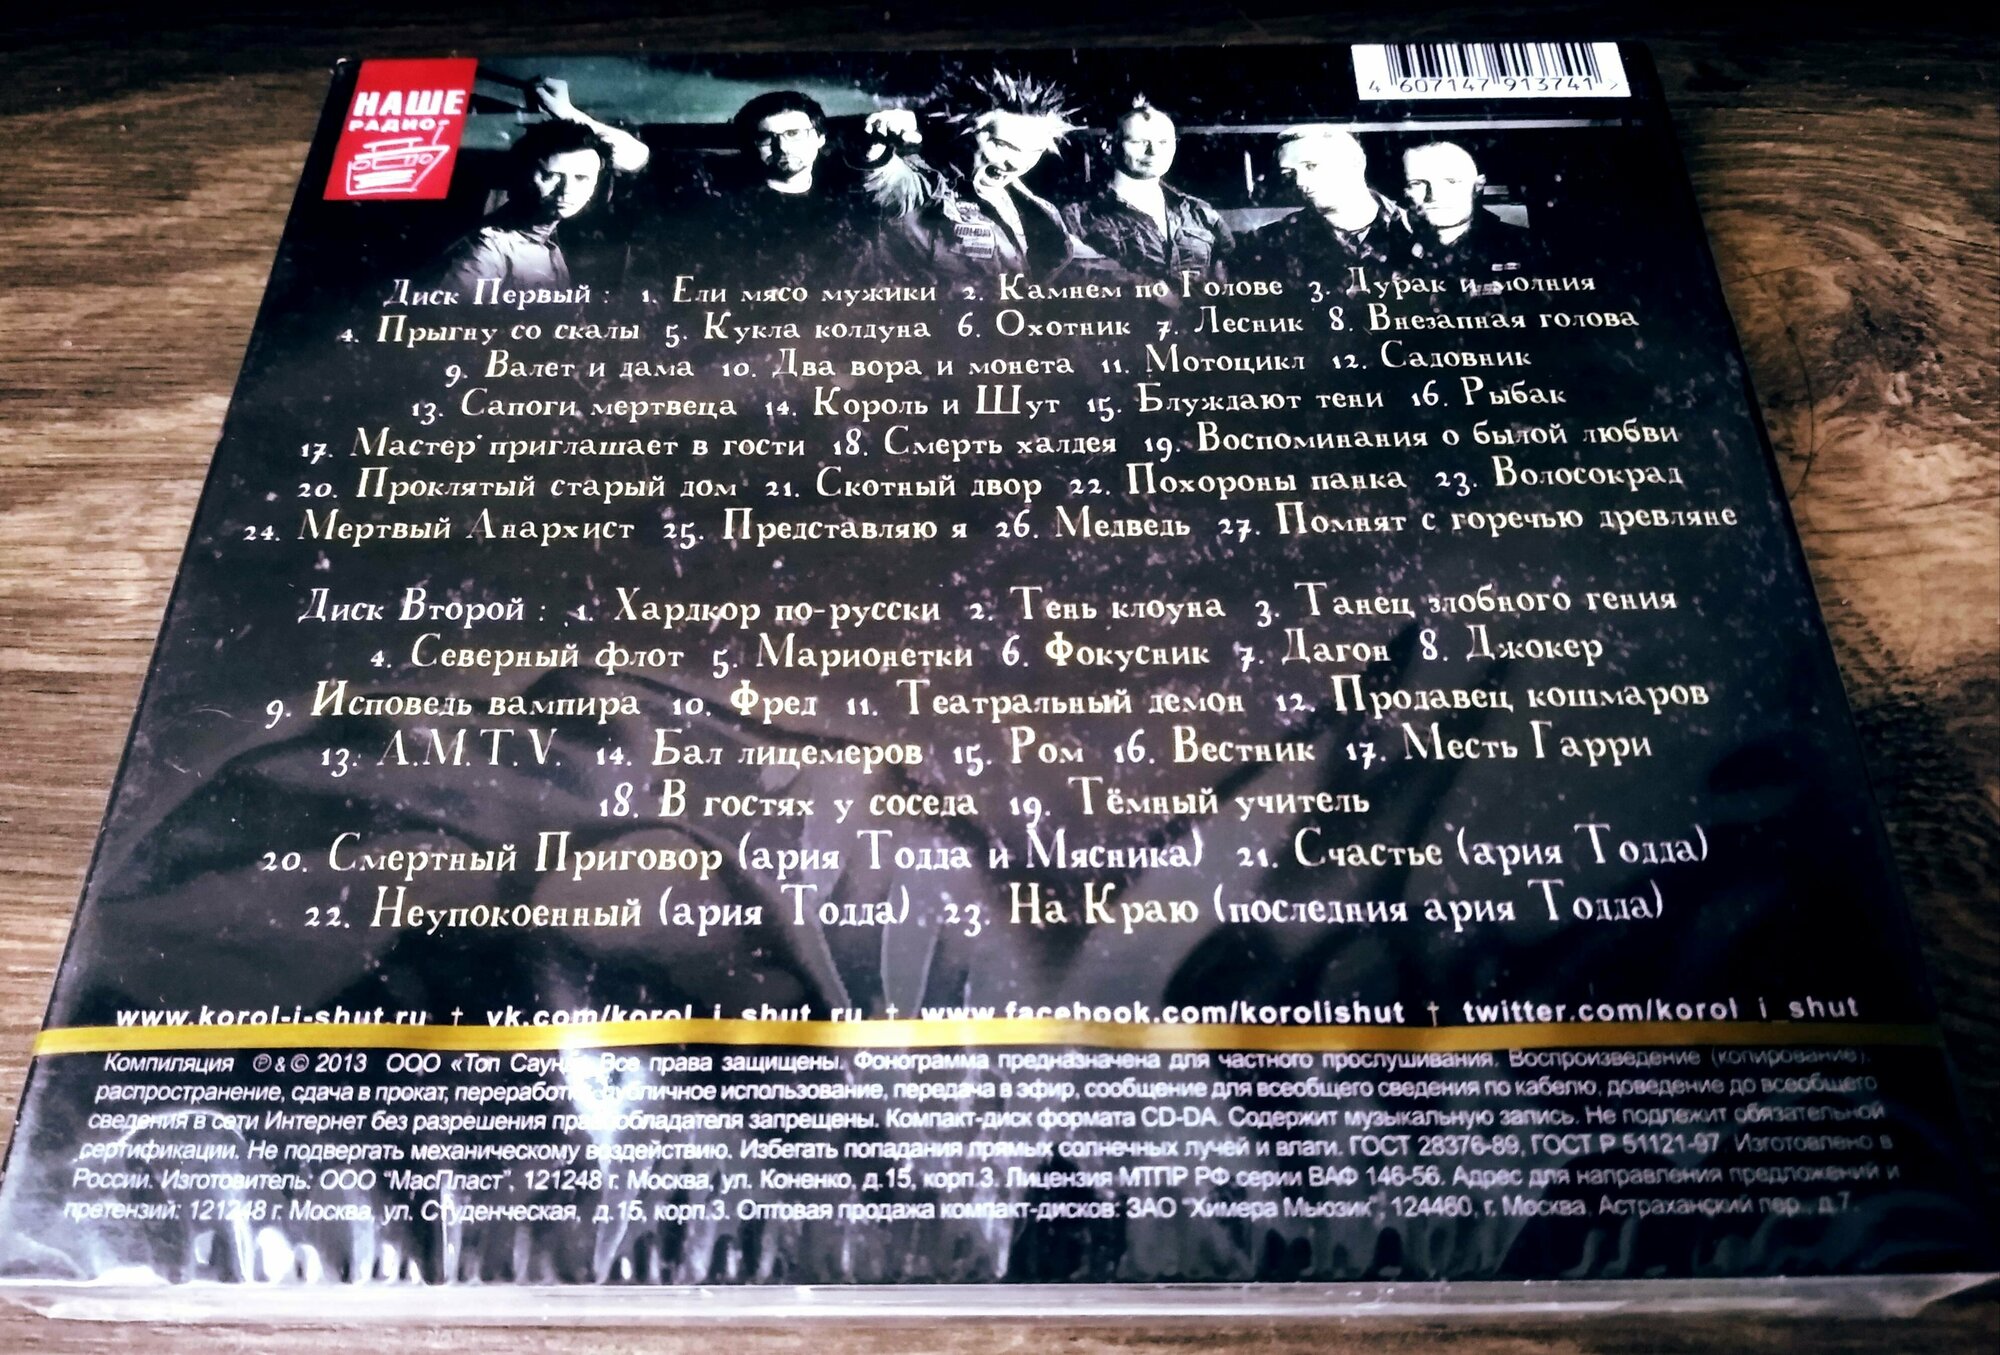 НАШЕ
РАДИО
4 607147 913741 >
Диск Первый : 1. Ели мясо мужики 2. Камнем по Голове 3. Дурак и молния
4. Прыгну со скалы 5. Кукла колдуна 6. Охотник 7. Лесник 8. Внезапная голова
9. Валет и дама 10. Два вора и монета 11. Мотоцикл 12. Садовник
13. Сапоги мертвеца 14. Король и Шут 15. Блуждают тени 16. Рыбак
17. Мастер приглашает в гости 18. Смерть халдея 19. Воспоминания о былой любви
20. Проклятый старый дом 21. Скотный двор 22. Похороны панка 23. Волосокрад
24. Мертвый Анархист 25. Представляю я 26. Медведь 27. Помнят с горечью древляне
Диск Второй : 1. Хардкор по-русски 2. Тень клоуна 3. Танец злобного гения
4. Северный флот 5. Марионетки 6. Фокусник 7. Дагон 8. Джокер
9. Исповедь вампира 10. Фред 11. Театральный демон 12. Продавец кошмаров
13. A.M.T.V. 14. Бал лицемеров 15. Ром 16. Вестник 17. Месть Гарри
18. В гостях у соседа 19. Тёмный учитель
20. Смертный Приговор (ария Тодда и Мясника) 21. Счастье (ария Тодда)
22. Неупокоенный (ария Тодда) 23. На Краю (последния ария Тодда)
www.korol-i-shut.ru † vk.com/korol_i_shut_ru † www.facebook.com/korolishut † twitter.com/korol_i_shut
Компиляция ℗ & © 2013 ООО «Топ Саунд» Все права защищены. Фонограмма предназначена для частного прослушивания. Воспроизведение (копирование),
распространение, сдача в прокат, переработка, публичное использование, передача в эфир, сообщение для всеобщего сведения по кабелю, доведение до всеобщего
сведения в сети Интернет без разрешения правообладателя запрещены. Компакт-диск формата CD-DA. Содержит музыкальную запись. Не подлежит обязательной
сертификации. Не подвергать механическому воздействию. Избегать попадания прямых солнечных лучей и влаги. ГОСТ 28376-89, ГОСТ Р 51121-97. Изготовлено в
России. Изготовитель: ООО "МасПласт", 121248 г. Москва, ул. Коненко, д.15, корп.3. Лицензия МТПР РФ серии ВАФ 146-56. Адрес для направления предложений и
претензий: 121248 г. Москва, ул. Студенческая, д.15, корп.3. Оптовая продажа компакт-дисков: ЗАО "Химера Мьюзик", 124460, г. Москва, Астраханский пер., д.7.